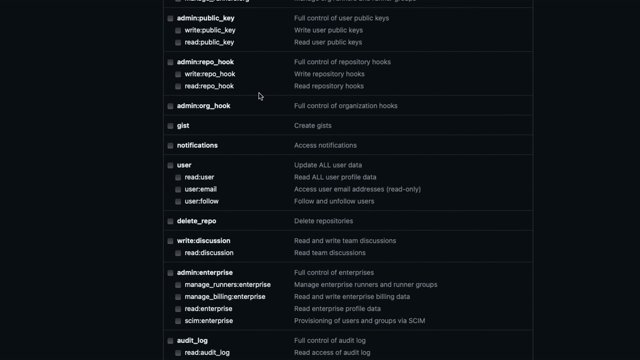 admin:public_key Full control of user public keys
write:public_key Write user public keys
read:public_key Read user public keys
admin:repo_hook Full control of repository hooks
write:repo_hook Write repository hooks
read:repo_hook Read repository hooks
admin:org_hook Full control of organization hooks
gist Create gists
notifications Access notifications
user Update ALL user data
read:user Read ALL user profile data
user:email Access user email addresses (read-only)
user:follow Follow and unfollow users
delete_repo Delete repositories
write:discussion Read and write team discussions
read:discussion Read team discussions
admin:enterprise Full control of enterprises
manage_runners:enterprise Manage enterprise runners and runner groups
manage_billing:enterprise Read and write enterprise billing data
read:enterprise Read enterprise profile data
scim:enterprise Provisioning of users and groups via SCIM
audit_log Full control of audit log
read:audit_log Read access of audit log